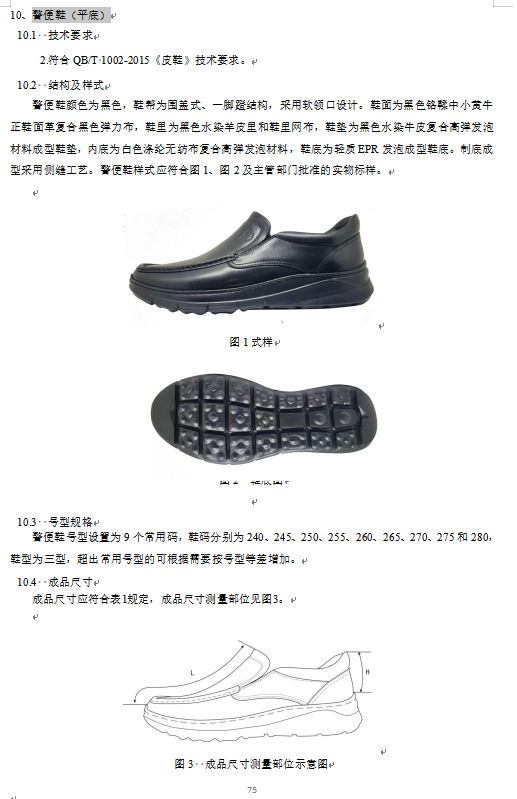 10、警便鞋（平底）
10.1··技术要求
2.符合 QB/T·1002-2015《皮鞋》技术要求。
10.2··结构及样式
警便鞋颜色为黑色，鞋帮为围盖式、一脚蹬结构，采用软领口设计。鞋面为黑色铬鞣中小黄牛
正鞋面革复合黑色弹力布，鞋里为黑色水染羊皮里和鞋里网布，鞋垫为黑色水染牛皮复合高弹发泡
材料成型鞋垫，内底为白色涤纶无纺布复合高弹发泡材料，鞋底为轻质EPR 发泡成型鞋底。制底成
型采用侧缝工艺。警便鞋样式应符合图 1、图 2 及主管部门批准的实物标样。
图 1 式样
图 2 鞋底图
10.3··号型规格
警便鞋号型设置为 9 个常用码，鞋码分别为 240、245、250、255、260、265、270、275 和 280，
鞋型为三型，超出常用号型的可根据需要按号型等差增加。
10.4··成品尺寸
成品尺寸应符合表1规定，成品尺寸测量部位见图3。
L
H
图 3··成品尺寸测量部位示意图
75